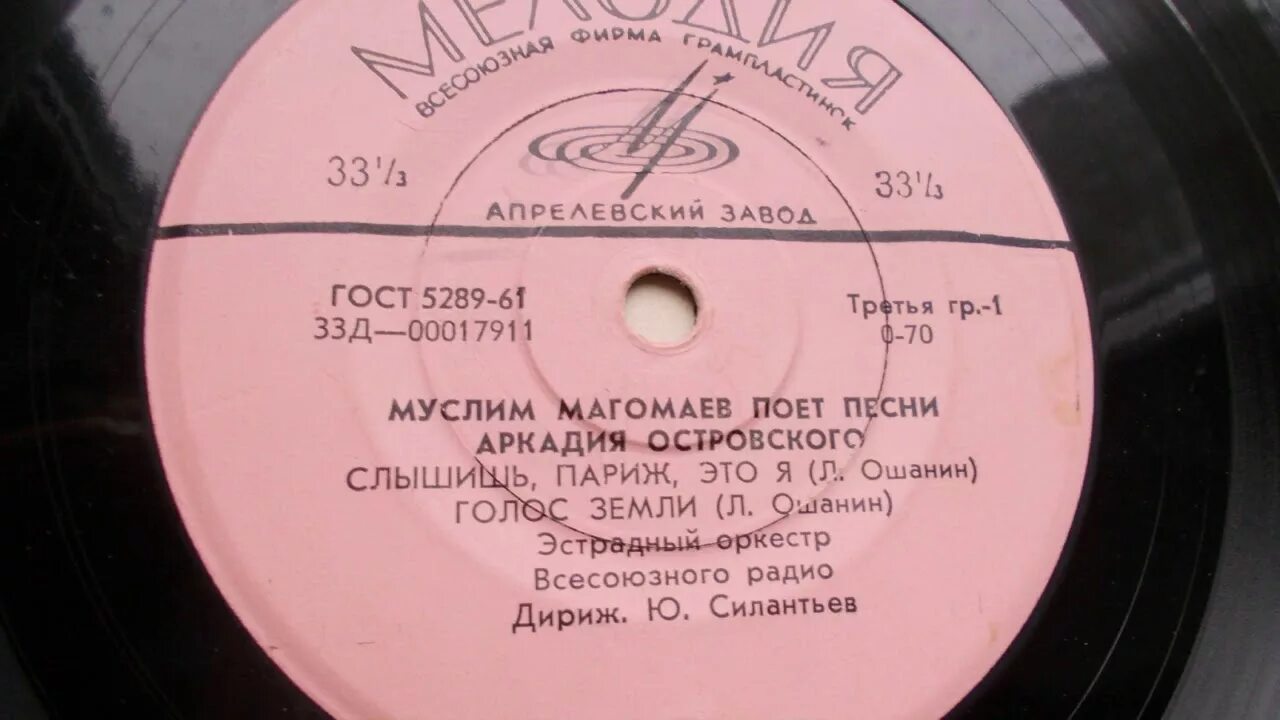 МЕЛОДИЯ
ВСЕСОЮЗНАЯ ФИРМА ГРАМПЛАСТИНОК
33⅓ 33⅓
АПРЕЛЕВСКИЙ ЗАВОД
ГОСТ 5289-61 Третья гр.-1
33Д—00017911 0-70
МУСЛИМ МАГОМАЕВ ПОЕТ ПЕСНИ
АРКАДИЯ ОСТРОВСКОГО
СЛЫШИШЬ, ПАРИЖ, ЭТО Я (Л. Ошанин)
ГОЛОС ЗЕМЛИ (Л. Ошанин)
Эстрадный оркестр
Всесоюзного радио
Дириж. Ю. Силантьев